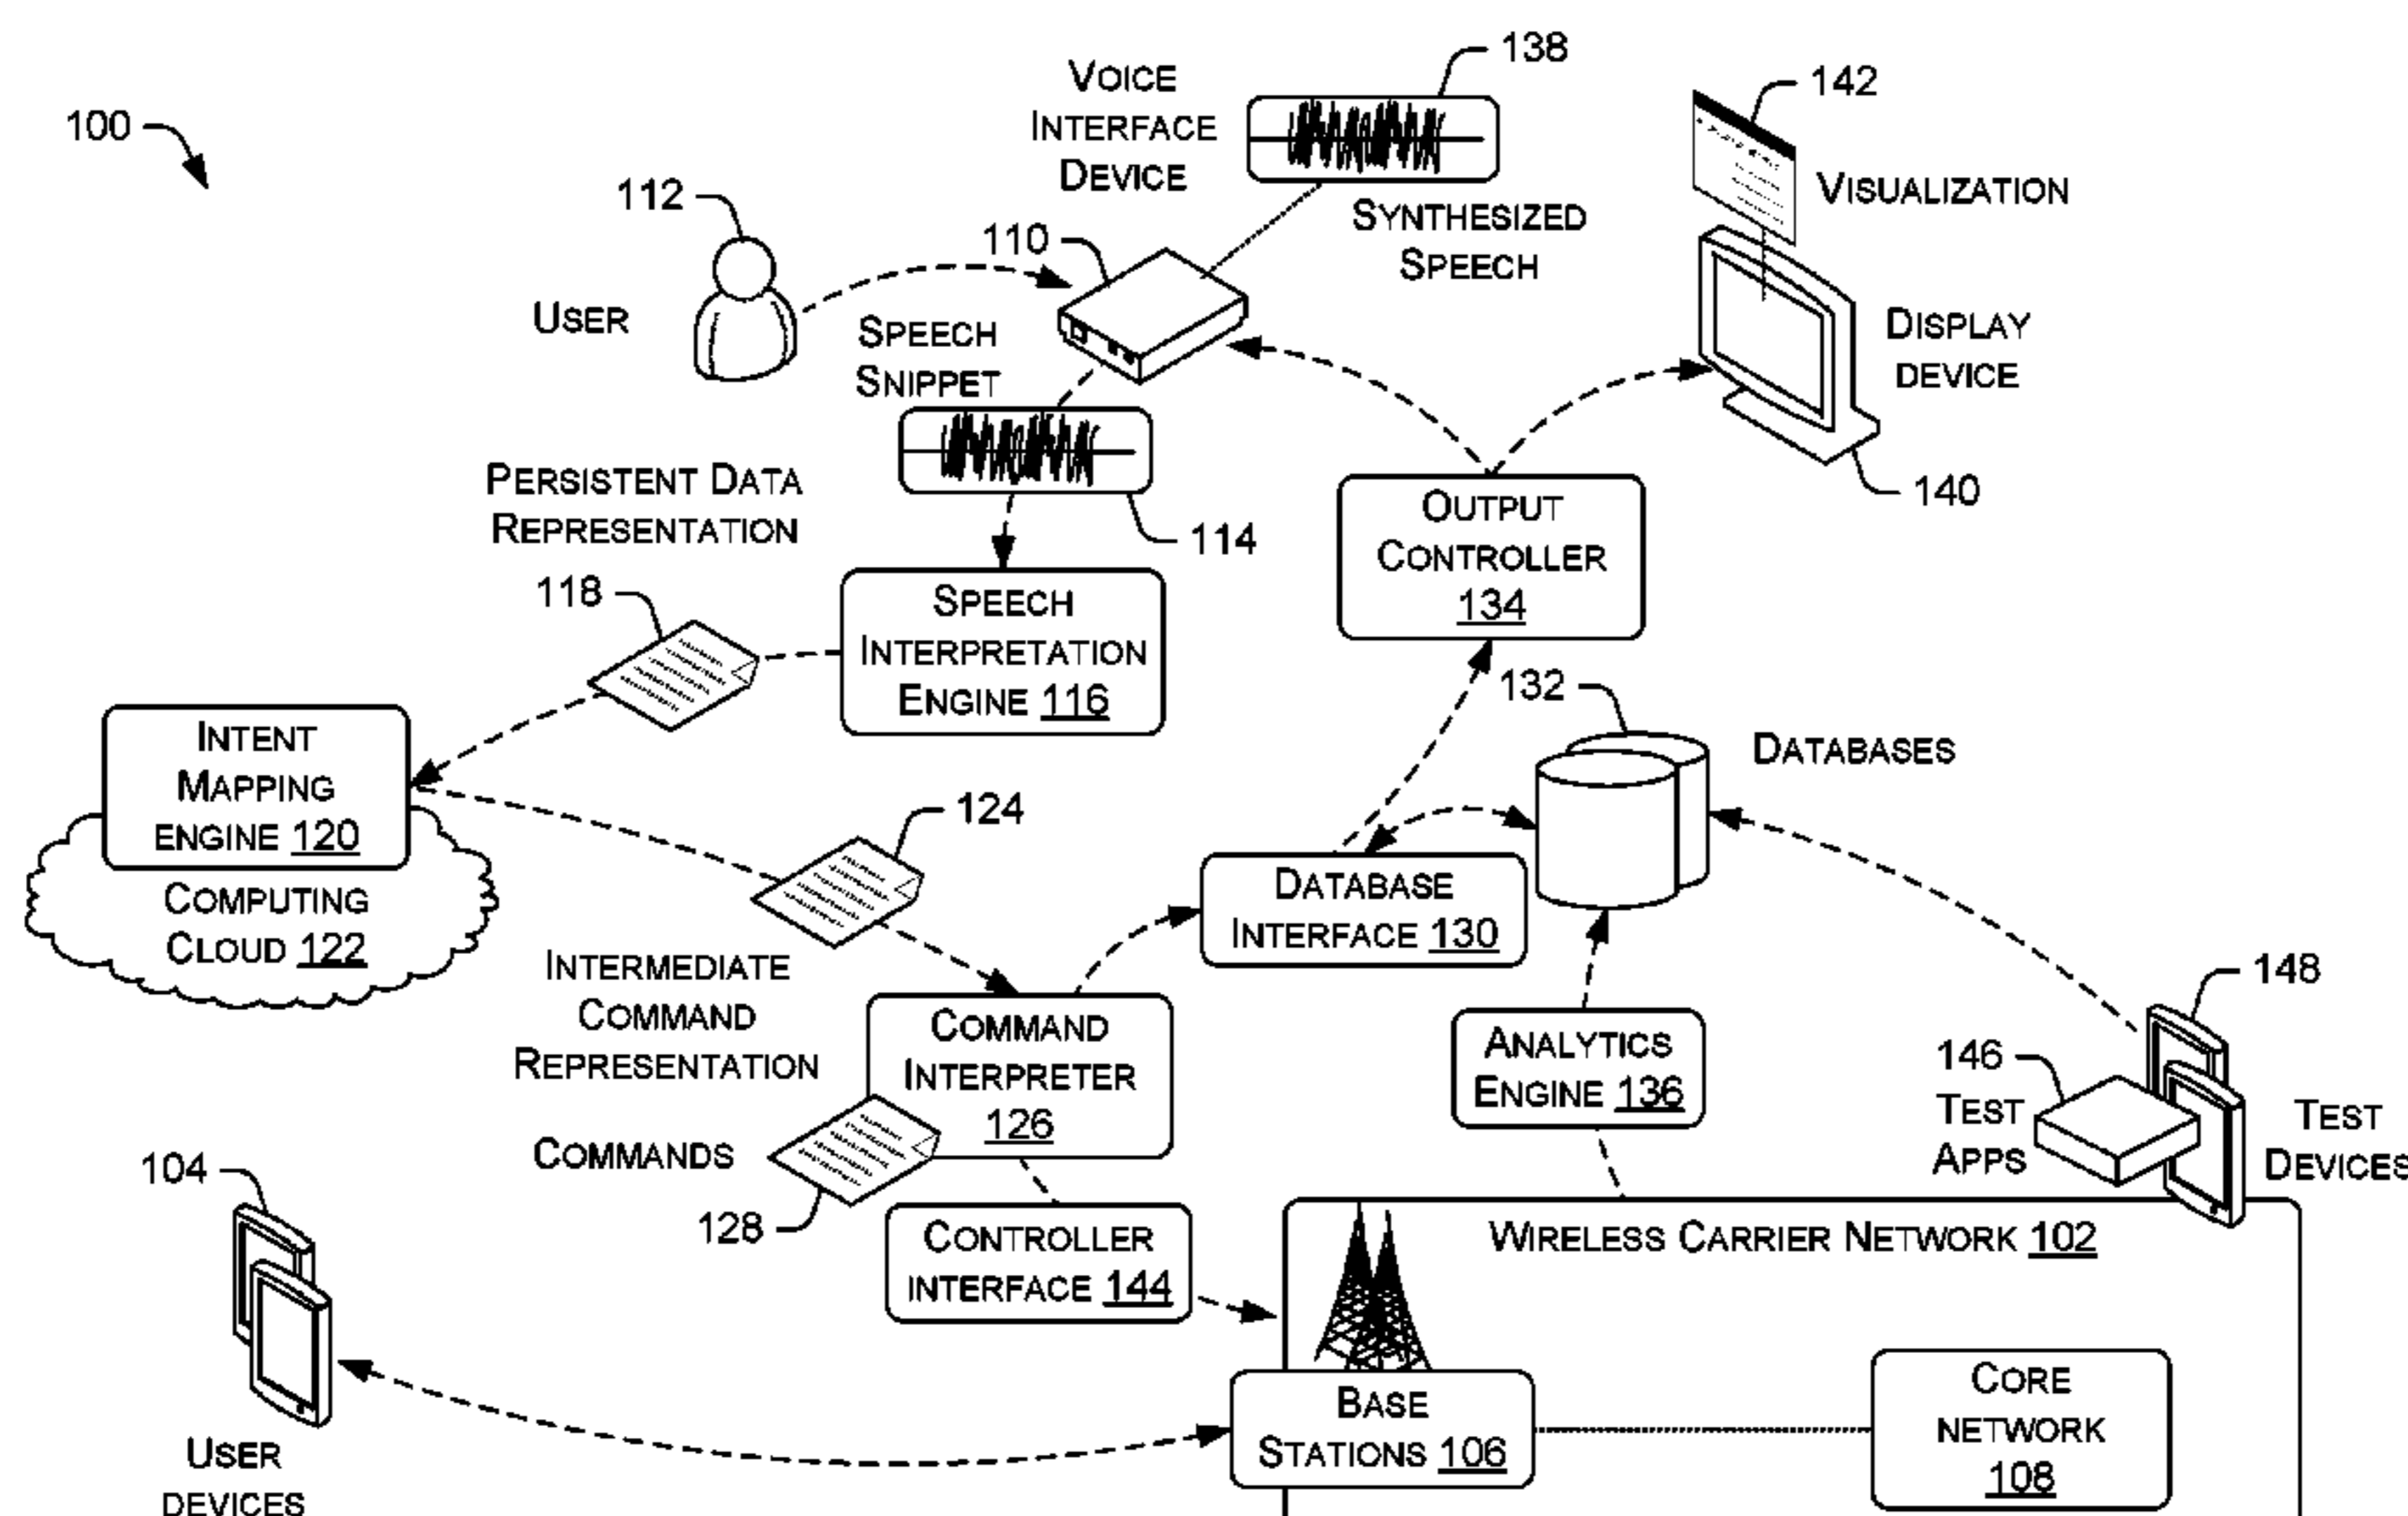 100
VOICE
INTERFACE
DEVICE
138
142
VISUALIZATION
SYNTHESIZED
SPEECH
112
USER
110
SPEECH
SNIPPET
DISPLAY
DEVICE
140
114
PERSISTENT DATA
REPRESENTATION
118
SPEECH
INTERPRETATION
ENGINE 116
OUTPUT
CONTROLLER
134
132
DATABASES
INTENT
MAPPING
ENGINE 120
COMPUTING
CLOUD 122
124
INTERMEDIATE
COMMAND
REPRESENTATION
DATABASE
INTERFACE 130
COMMAND
INTERPRETER
126
COMMANDS
128
ANALYTICS
ENGINE 136
148
146
TEST
APPS
TEST
DEVICES
104
USER
DEVICES
CONTROLLER
INTERFACE 144
WIRELESS CARRIER NETWORK 102
BASE
STATIONS 106
CORE
NETWORK
108